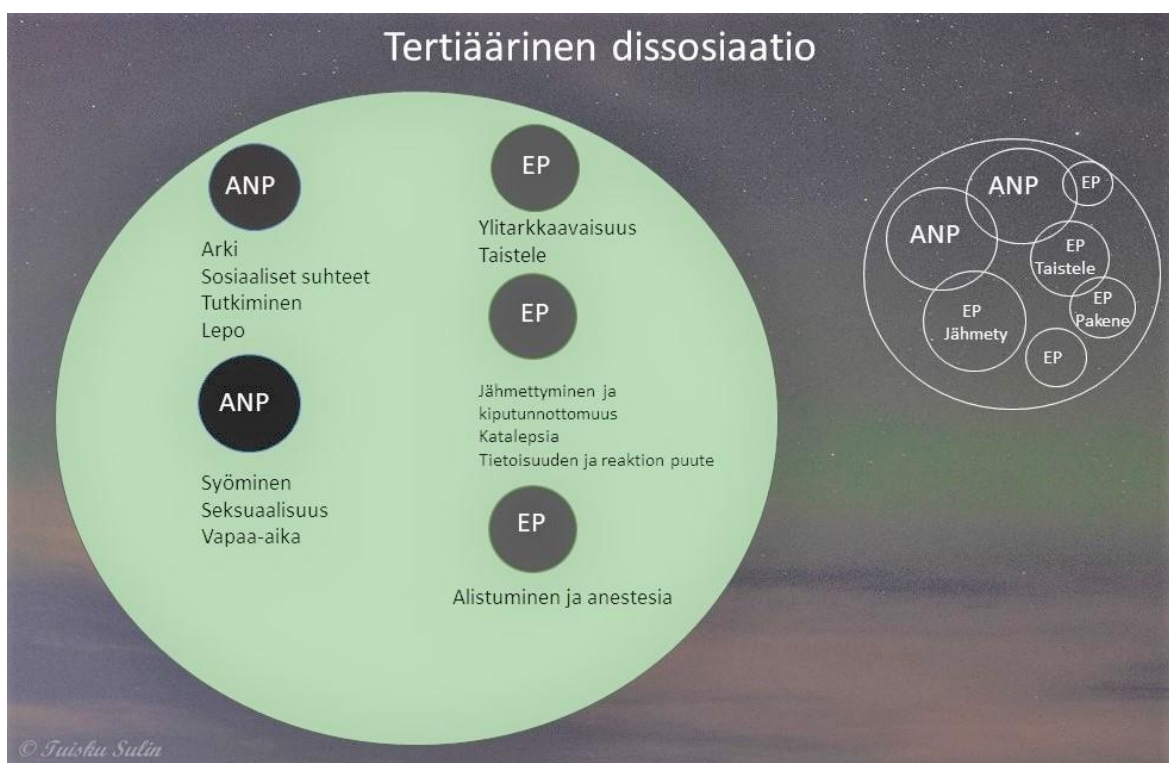 Tertiäärinen dissosiaatio
ANP
Arki
Sosiaaliset suhteet
Tutkiminen
Lepo
ANP
Syöminen
Seksuaalisuus
Vapaa-aika
EP
Ylitarkkaavaisuus
Taistele
EP
Jähmettyminen ja
kiputunnottomuus
Katalepsia
Tietoisuuden ja reaktion puute
EP
Alistuminen ja anestesia
ANP
EP
ANP
EP
Taistele
EP
Pakene
EP
Jähmety
EP
© Tuisku Sulin